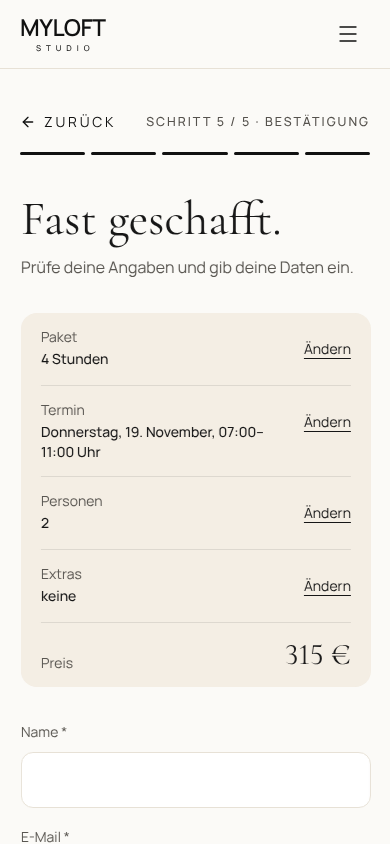 MYLOFT
STUDIO
← ZURÜCK
SCHRITT 5 / 5 · BESTÄTIGUNG
Fast geschafft.
Prüfe deine Angaben und gib deine Daten ein.
Paket
4 Stunden
Ändern
Termin
Donnerstag, 19. November, 07:00–
11:00 Uhr
Ändern
Personen
2
Ändern
Extras
keine
Ändern
Preis
315 €
Name *
E-Mail *